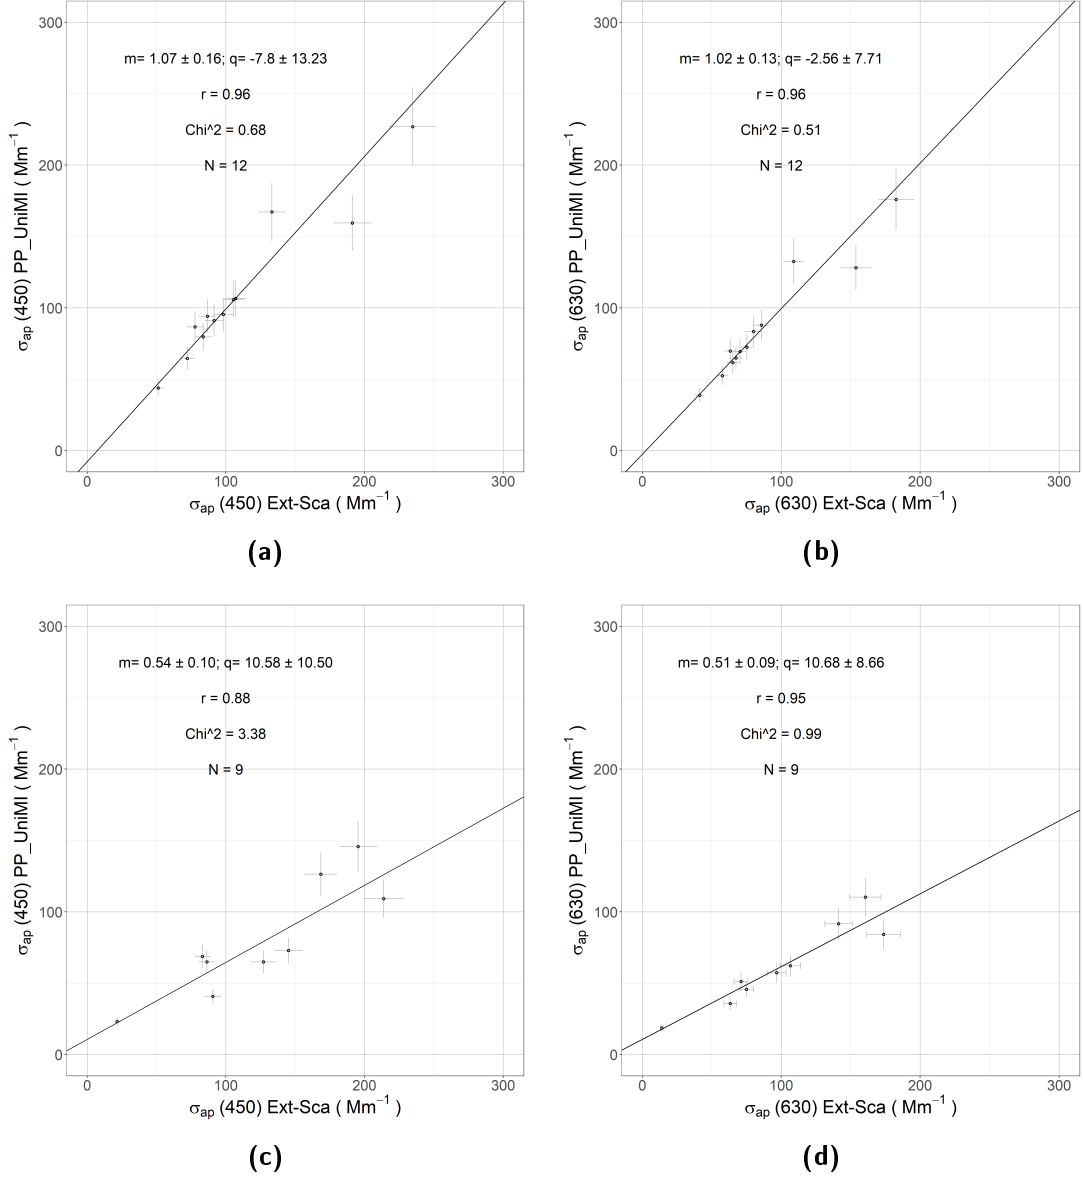 300
200
100
0
σap (450) PP_UniMI ( Mm−1 )
m= 1.07 ± 0.16; q= -7.8 ± 13.23
r = 0.96
Chi^2 = 0.68
N = 12
0 100 200 300
σap (450) Ext-Sca ( Mm−1 )
(a)
300
200
100
0
σap (630) PP_UniMI ( Mm−1 )
m= 1.02 ± 0.13; q= -2.56 ± 7.71
r = 0.96
Chi^2 = 0.51
N = 12
0 100 200 300
σap (630) Ext-Sca ( Mm−1 )
(b)
300
200
100
0
σap (450) PP_UniMI ( Mm−1 )
m= 0.54 ± 0.10; q= 10.58 ± 10.50
r = 0.88
Chi^2 = 3.38
N = 9
0 100 200 300
σap (450) Ext-Sca ( Mm−1 )
(c)
300
200
100
0
σap (630) PP_UniMI ( Mm−1 )
m= 0.51 ± 0.09; q= 10.68 ± 8.66
r = 0.95
Chi^2 = 0.99
N = 9
0 100 200 300
σap (630) Ext-Sca ( Mm−1 )
(d)